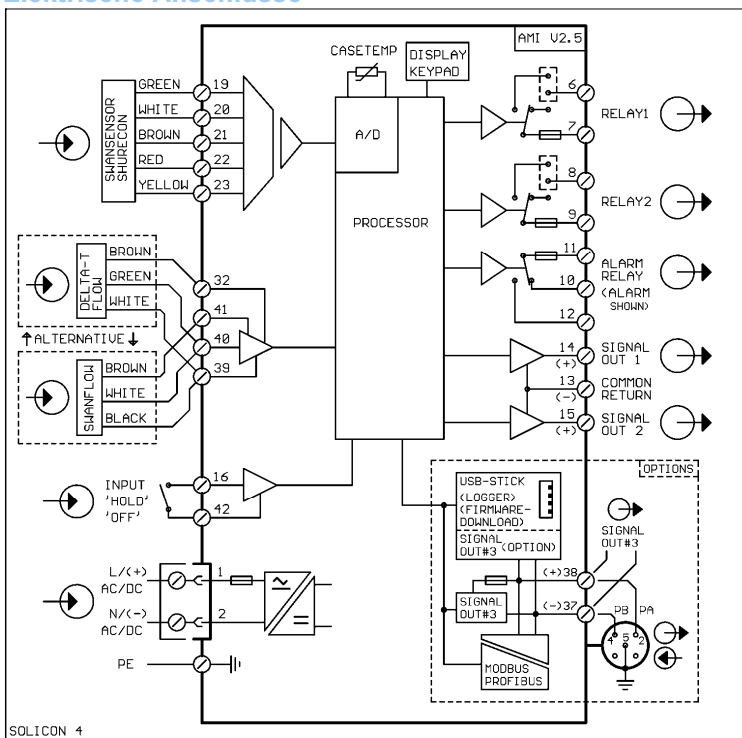 AMI V2.5
CASETEMP
DISPLAY
KEYPAD
A/D
PROCESSOR
SWANSENSOR
SHURECON
GREEN 19
WHITE 20
BROWN 21
RED 22
YELLOW 23
DELTA-T
FLOW
BROWN 32
GREEN 41
WHITE 40
39
↑ALTERNATIVE↓
SWANFLOW
BROWN
WHITE
BLACK
INPUT 16
'HOLD' 42
'OFF'
L/(+) 1
AC/DC
N/(-) 2
AC/DC
PE
6
RELAY1
7
8
RELAY2
9
11 ALARM
10 RELAY
(ALARM
SHOWN)
12
14 SIGNAL
(+) OUT 1
13 COMMON
(-) RETURN
15 SIGNAL
(+) OUT 2
OPTIONS
USB-STICK
(LOGGER)
(FIRMWARE-
DOWNLOAD)
SIGNAL
OUT#3 (OPTION)
SIGNAL
OUT#3
(+)38
SIGNAL
OUT#3
(-)37
PB PA
4 5 2
MODBUS
PROFIBUS
SOLICON 4